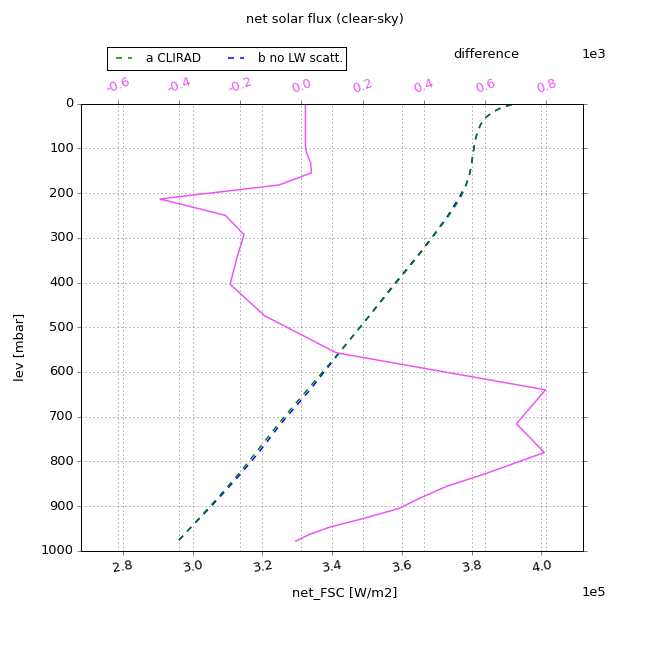 net solar flux (clear-sky)
a CLIRAD
b no LW scatt.
difference
1e3
-0.6 -0.4 -0.2 0.0 0.2 0.4 0.6 0.8
0
100
200
300
400
500
600
700
800
900
1000
lev [mbar]
2.8 3.0 3.2 3.4 3.6 3.8 4.0
net_FSC [W/m2]
1e5